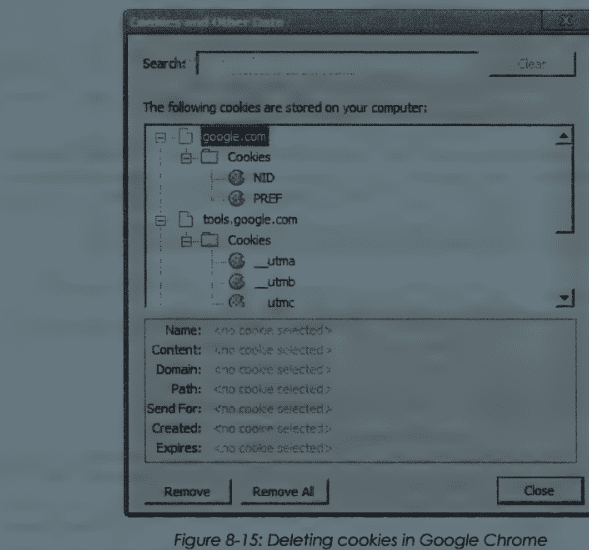 Cookies and Other Data
Search: Clear
The following cookies are stored on your computer:
google.com
Cookies
NID
PREF
tools.google.com
Cookies
__utma
__utmb
utmc
Name: <no cookie selected>
Content: <no cookie selected>
Domain: <no cookie selected>
Path: <no cookie selected>
Send For: <no cookie selected>
Created: <no cookie selected>
Expires: <no cookie selected>
Remove Remove All Close
Figure 8-15: Deleting cookies in Google Chrome